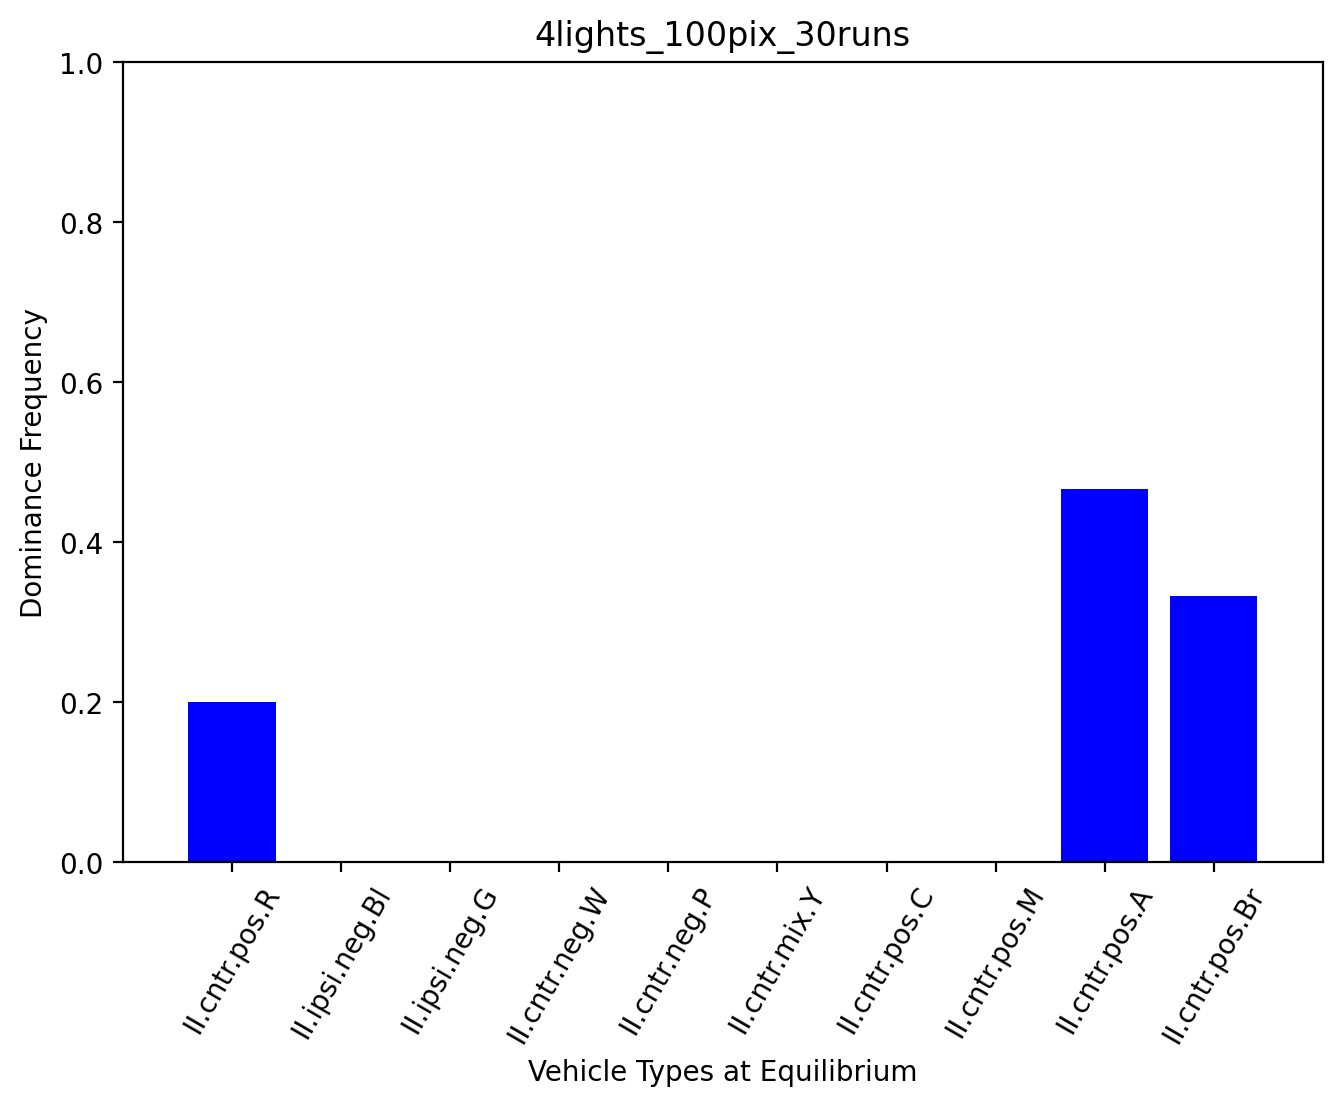 4lights_100pix_30runs
1.0
0.8
0.6
0.4
0.2
0.0
Dominance Frequency
II.cntr.pos.R
II.ipsi.neg.Bl
II.ipsi.neg.G
II.cntr.neg.W
II.cntr.neg.P
II.cntr.mix.Y
II.cntr.pos.C
II.cntr.pos.M
II.cntr.pos.A
II.cntr.pos.Br
Vehicle Types at Equilibrium